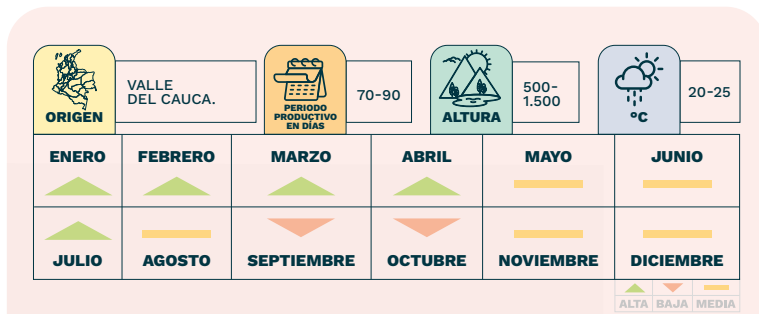 ORIGEN
VALLE
DEL CAUCA.
PERIODO
PRODUCTIVO
EN DÍAS
70-90
ALTURA
500-
1.500
ºC
20-25
ENERO FEBRERO MARZO ABRIL MAYO JUNIO
JULIO AGOSTO SEPTIEMBRE OCTUBRE NOVIEMBRE DICIEMBRE
ALTA BAJA MEDIA